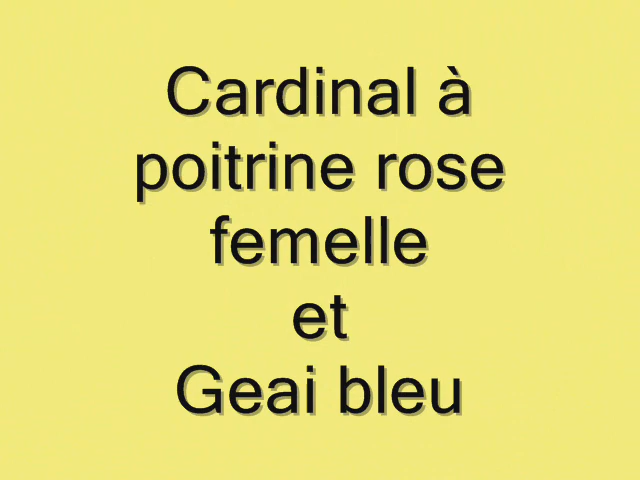 Cardinal à
poitrine rose
femelle
et
Geai bleu